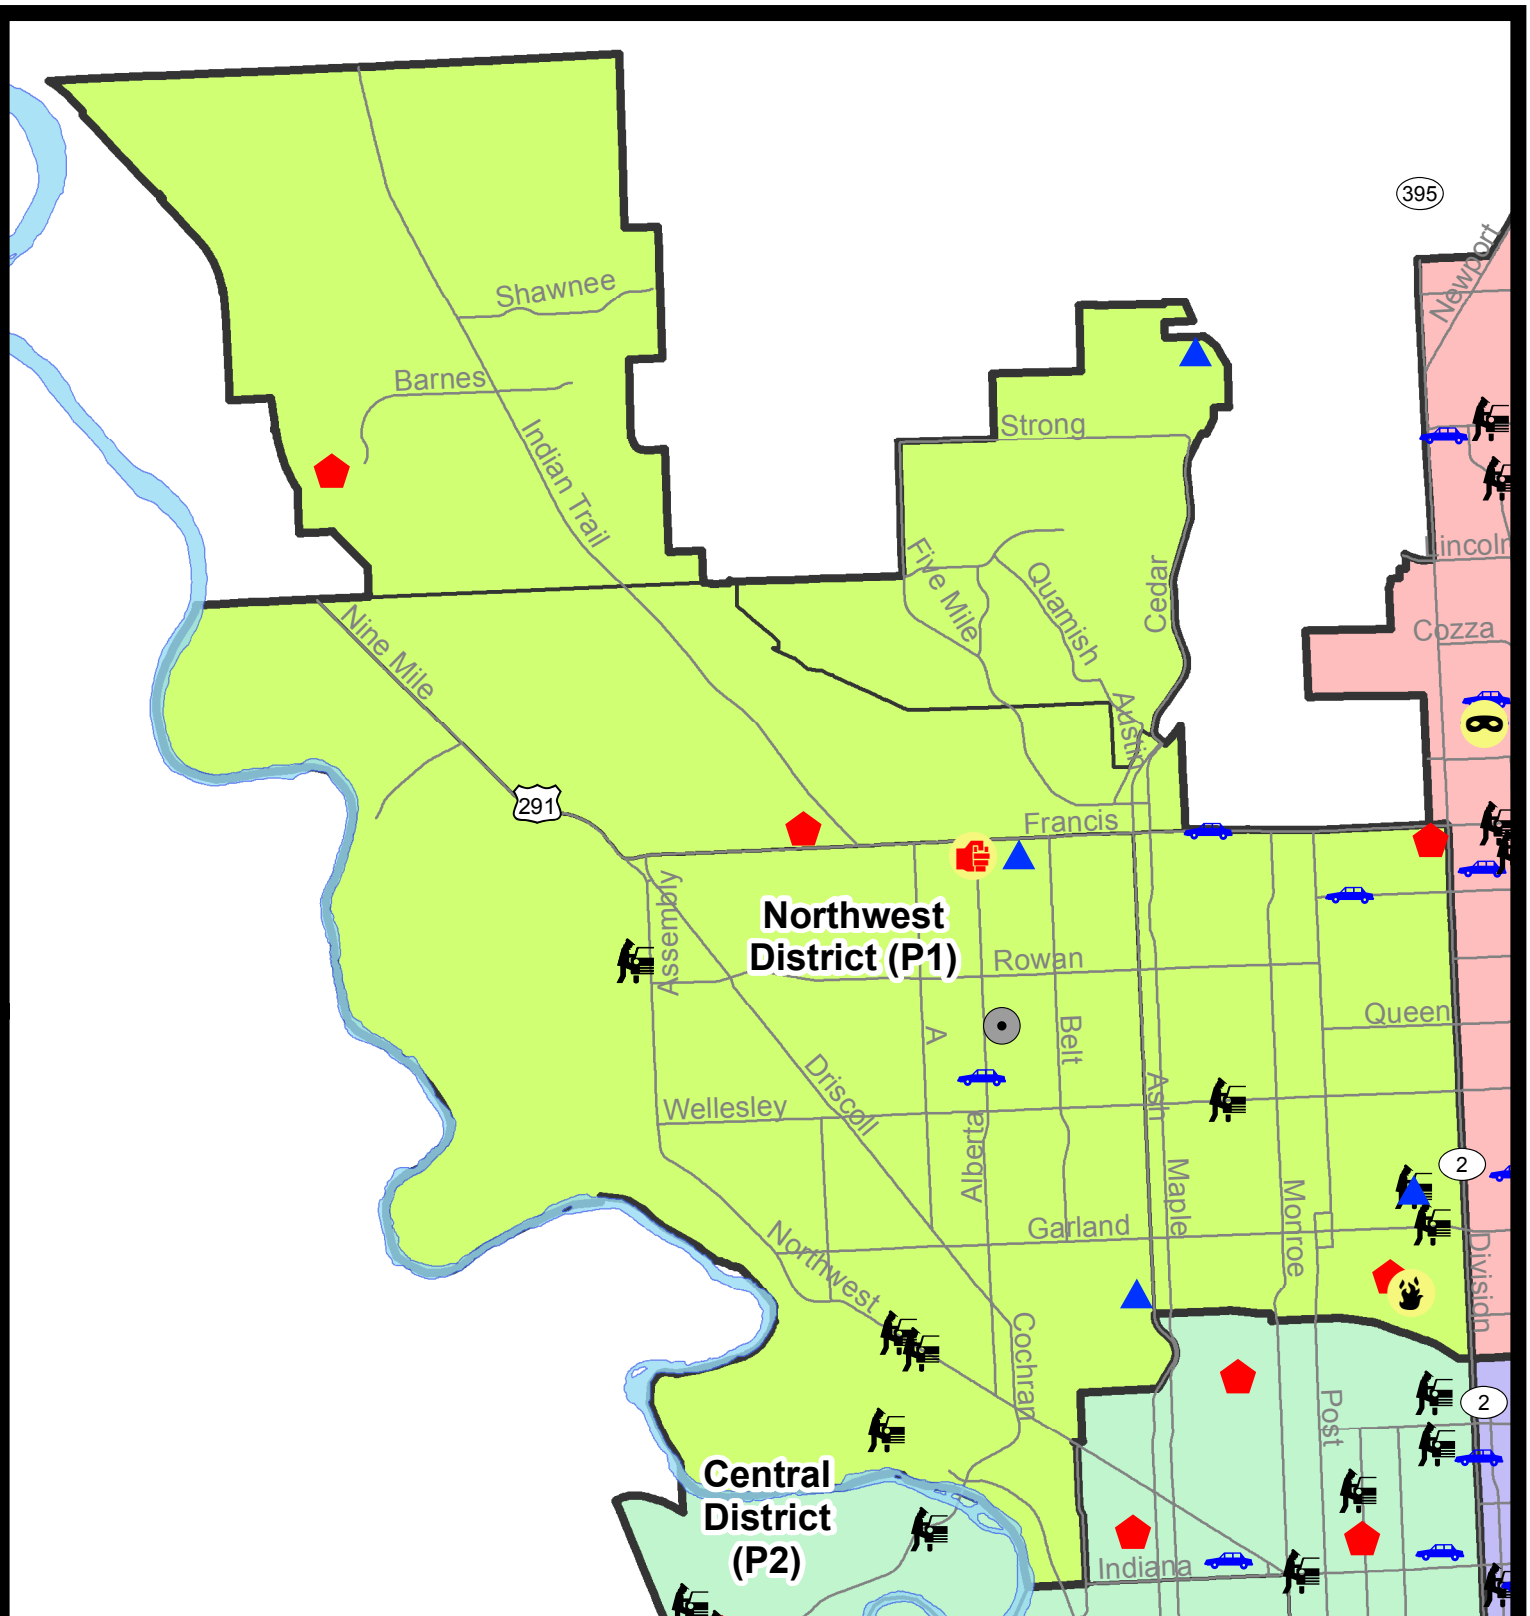 395
Newport
Shawnee
Barnes
Strong
Indian Trail
Lincoln
Five Mile
Quamish
Cedar
Cozza
Nine Mile
Austin
291
Francis
Assembly
Northwest
District (P1)
Rowan
Queen
A
Belt
Driscoll
Ash
Wellesley
Alberta
Maple
2
Monroe
Garland
Northwest
Division
Cochran
Post
2
Central
District
(P2)
Indiana